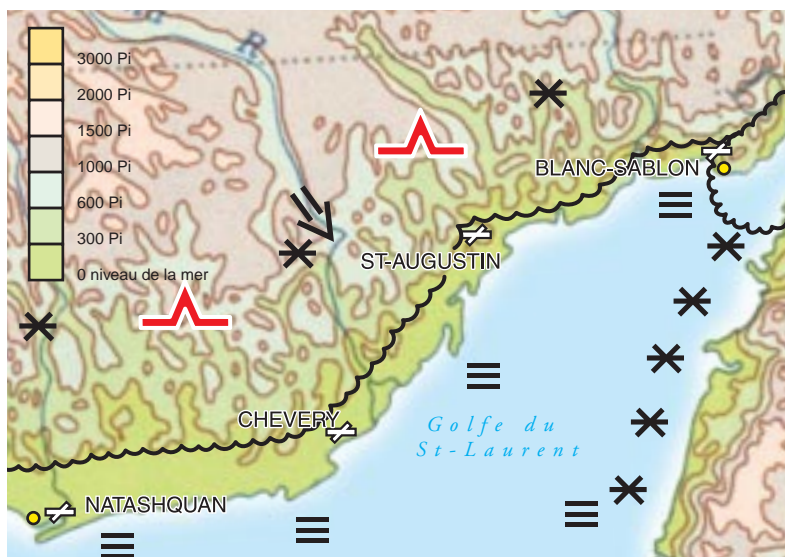 3000 Pi
2000 Pi
1500 Pi
1000 Pi
600 Pi
300 Pi
0 niveau de la mer
R
BLANC-SABLON
ST-AUGUSTIN
CHEVERY
Golfe du
St-Laurent
NATASHQUAN